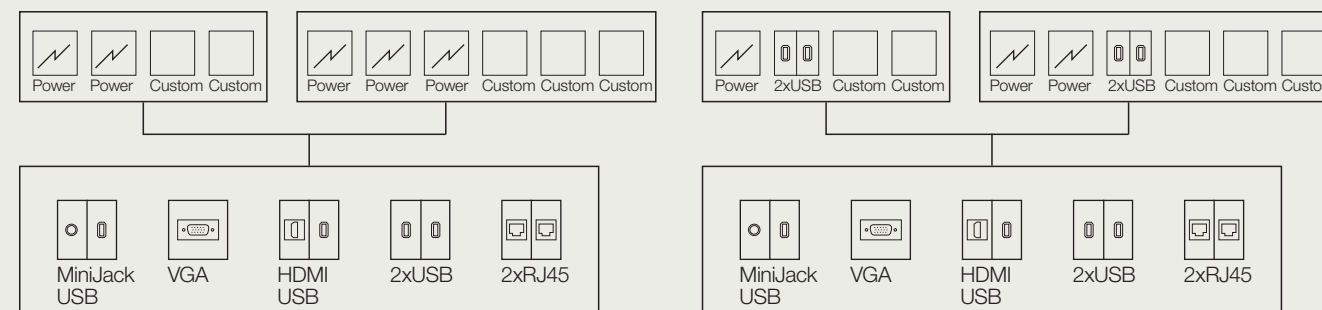 Power Power Custom Custom
Power Power Power Custom Custom Custom
Power 2xUSB Custom Custom
Power Power 2xUSB Custom Custom
MiniJack USB
VGA
HDMI USB
2xUSB
2xRJ45
MiniJack USB
VGA
HDMI USB
2xUSB
2xRJ45